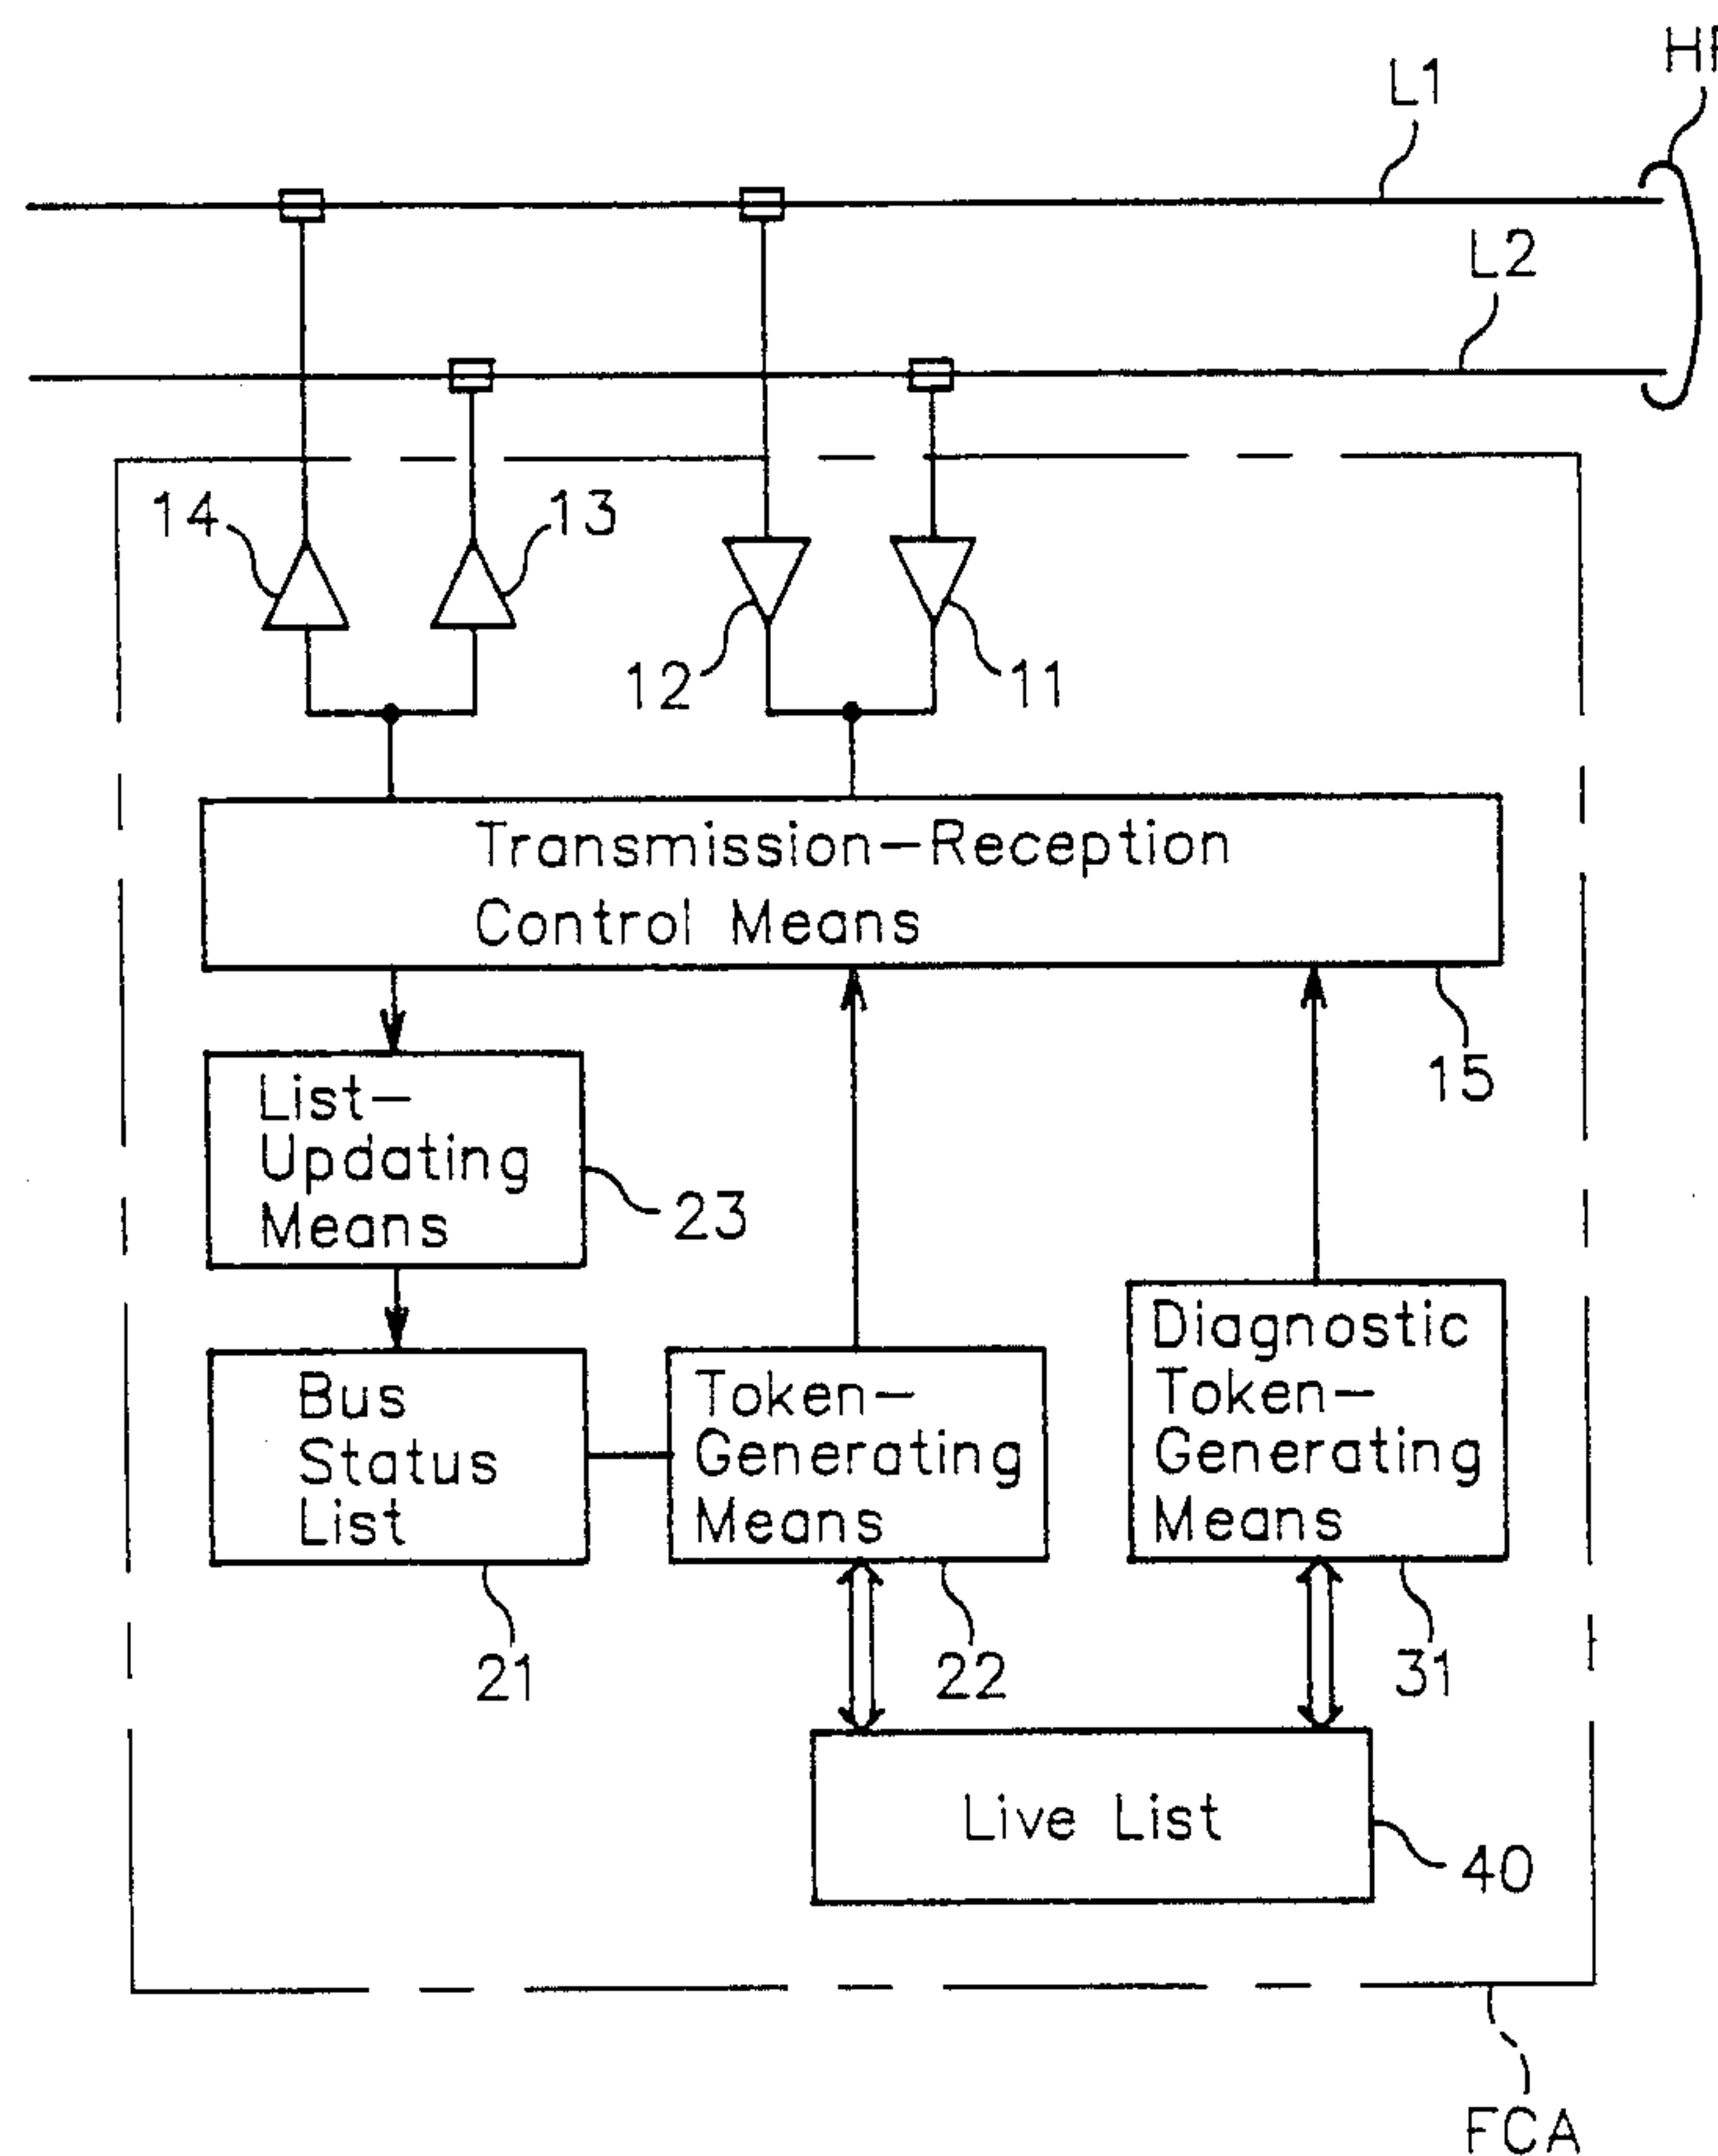 L1
L2
14
13
12
11
Transmission-Reception
Control Means
15
List-
Updating
Means
23
Bus
Status
List
21
Token-
Generating
Means
22
Diagnostic
Token-
Generating
Means
31
Live List
40
FCA